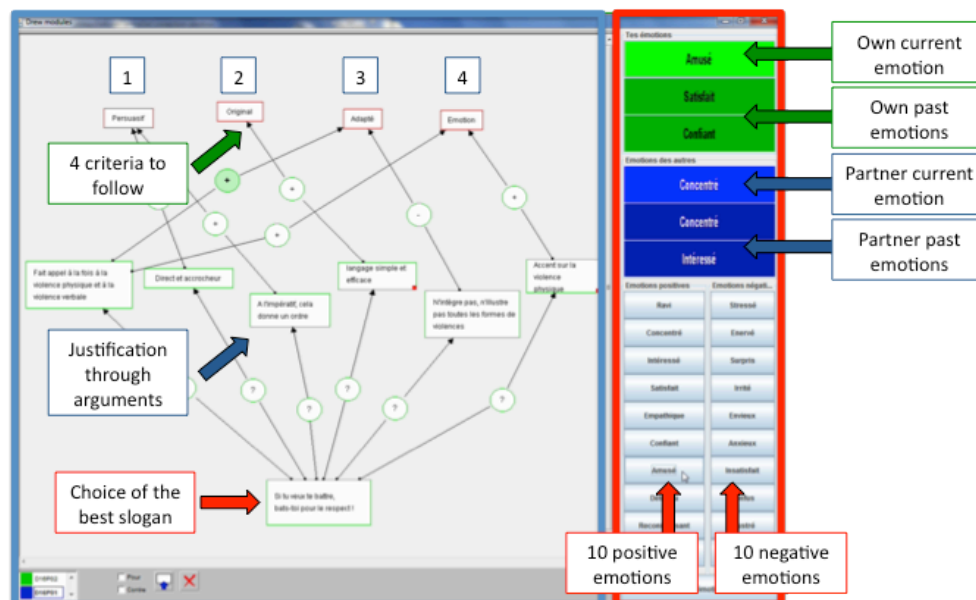 Drew modules
1
2
3
4
Persuasif
Original
Adapté
Emotion
4 criteria to
follow
+
+
+
+
-
+
Fait appel à la fois à la
violence physique et à la
violence verbale
Direct et accrocheur
A l'impératif, cela
donne un ordre
langage simple et
efficace
N'intègre pas, n'illustre
pas toutes les formes de
violences
Accent sur la
violence
physique
Justification
through
arguments
?
?
?
?
?
Choice of the
best slogan
Si tu veux te battre,
bats-toi pour le respect !
Pour
Contre
Tes émotions
Amusé
Satisfait
Confiant
Emotions des autres
Concentré
Concentré
Intéressé
Emotions positives
Emotions négati...
Ravi
Stressé
Concentré
Enervé
Intéressé
Surpris
Satisfait
Irrité
Empathique
Envieux
Confiant
Anxieux
Amusé
Insatisfait
10 positive
emotions
10 negative
emotions
Own current
emotion
Own past
emotions
Partner current
emotion
Partner past
emotions